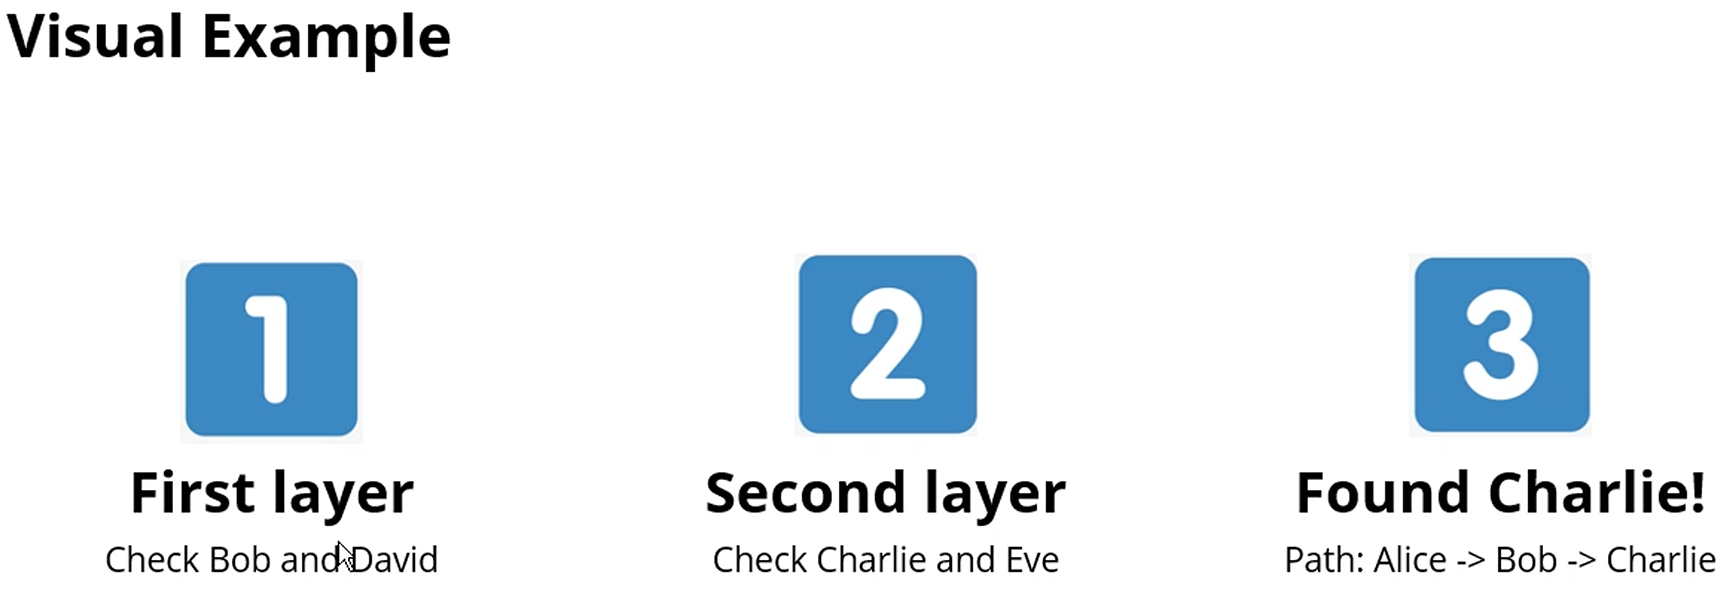 Visual Example
1
2
3
First layer
Second layer
Found Charlie!
Check Bob and David
Check Charlie and Eve
Path: Alice -> Bob -> Charlie